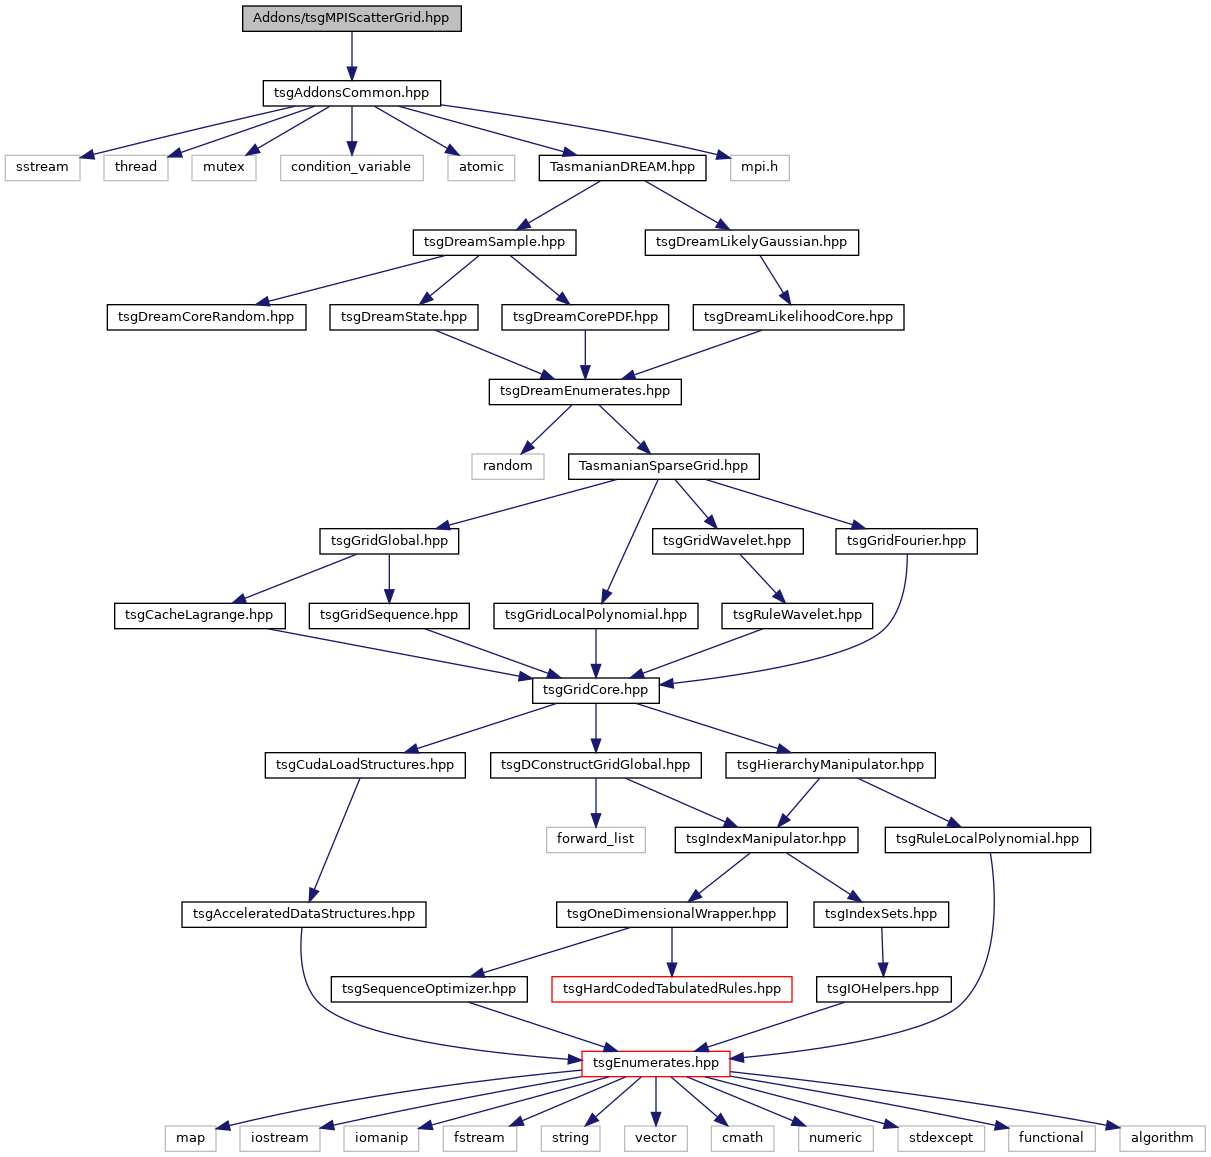 Addons/tsgMPIScatterGrid.hpp
tsgAddonsCommon.hpp
sstream
thread
mutex
condition_variable
atomic
TasmanianDREAM.hpp
mpi.h
tsgDreamSample.hpp
tsgDreamLikelyGaussian.hpp
tsgDreamCoreRandom.hpp
tsgDreamState.hpp
tsgDreamCorePDF.hpp
tsgDreamLikelihoodCore.hpp
tsgDreamEnumerates.hpp
random
TasmanianSparseGrid.hpp
tsgGridGlobal.hpp
tsgGridWavelet.hpp
tsgGridFourier.hpp
tsgCacheLagrange.hpp
tsgGridSequence.hpp
tsgGridLocalPolynomial.hpp
tsgRuleWavelet.hpp
tsgGridCore.hpp
tsgCudaLoadStructures.hpp
tsgDConstructGridGlobal.hpp
tsgHierarchyManipulator.hpp
forward_list
tsgIndexManipulator.hpp
tsgRuleLocalPolynomial.hpp
tsgAcceleratedDataStructures.hpp
tsgOneDimensionalWrapper.hpp
tsgIndexSets.hpp
tsgSequenceOptimizer.hpp
tsgHardCodedTabulatedRules.hpp
tsgIOHelpers.hpp
tsgEnumerates.hpp
map
iostream
iomanip
fstream
string
vector
cmath
numeric
stdexcept
functional
algorithm